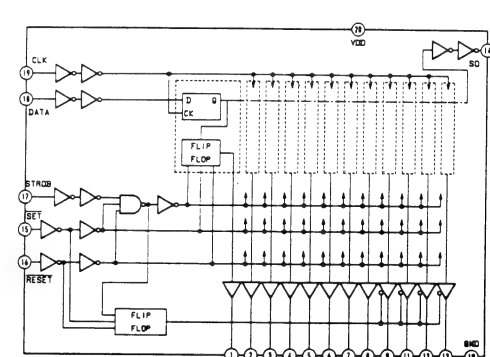 20
VDD
14
SO
19
CLK
18
DATA
D Q
CK
FLIP
FLOP
17
STROB
15
SET
16
RESET
FLIP
FLOP
GND
1 2 3 4 5 6 7 8 9 11 12 13 10